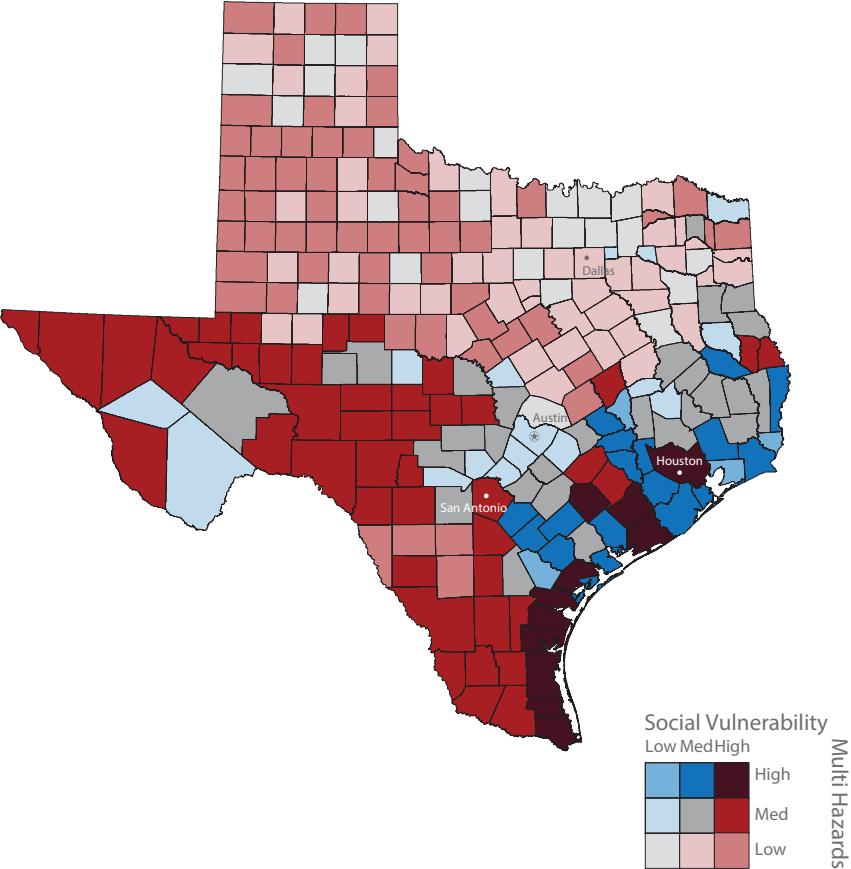 Dallas
Austin
Houston
San Antonio
Social Vulnerability
Low Med High
High
Med
Low
Multi Hazards